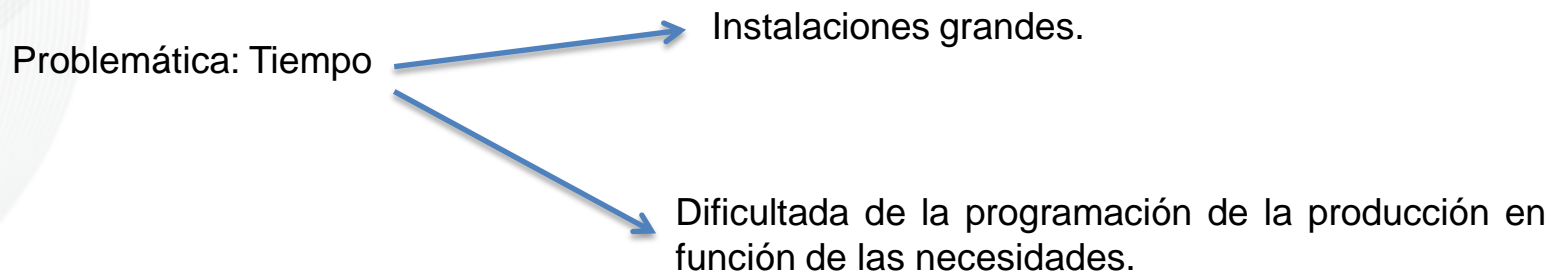 Instalaciones grandes.
Problemática: Tiempo
Dificultada de la programación de la producción en
función de las necesidades.